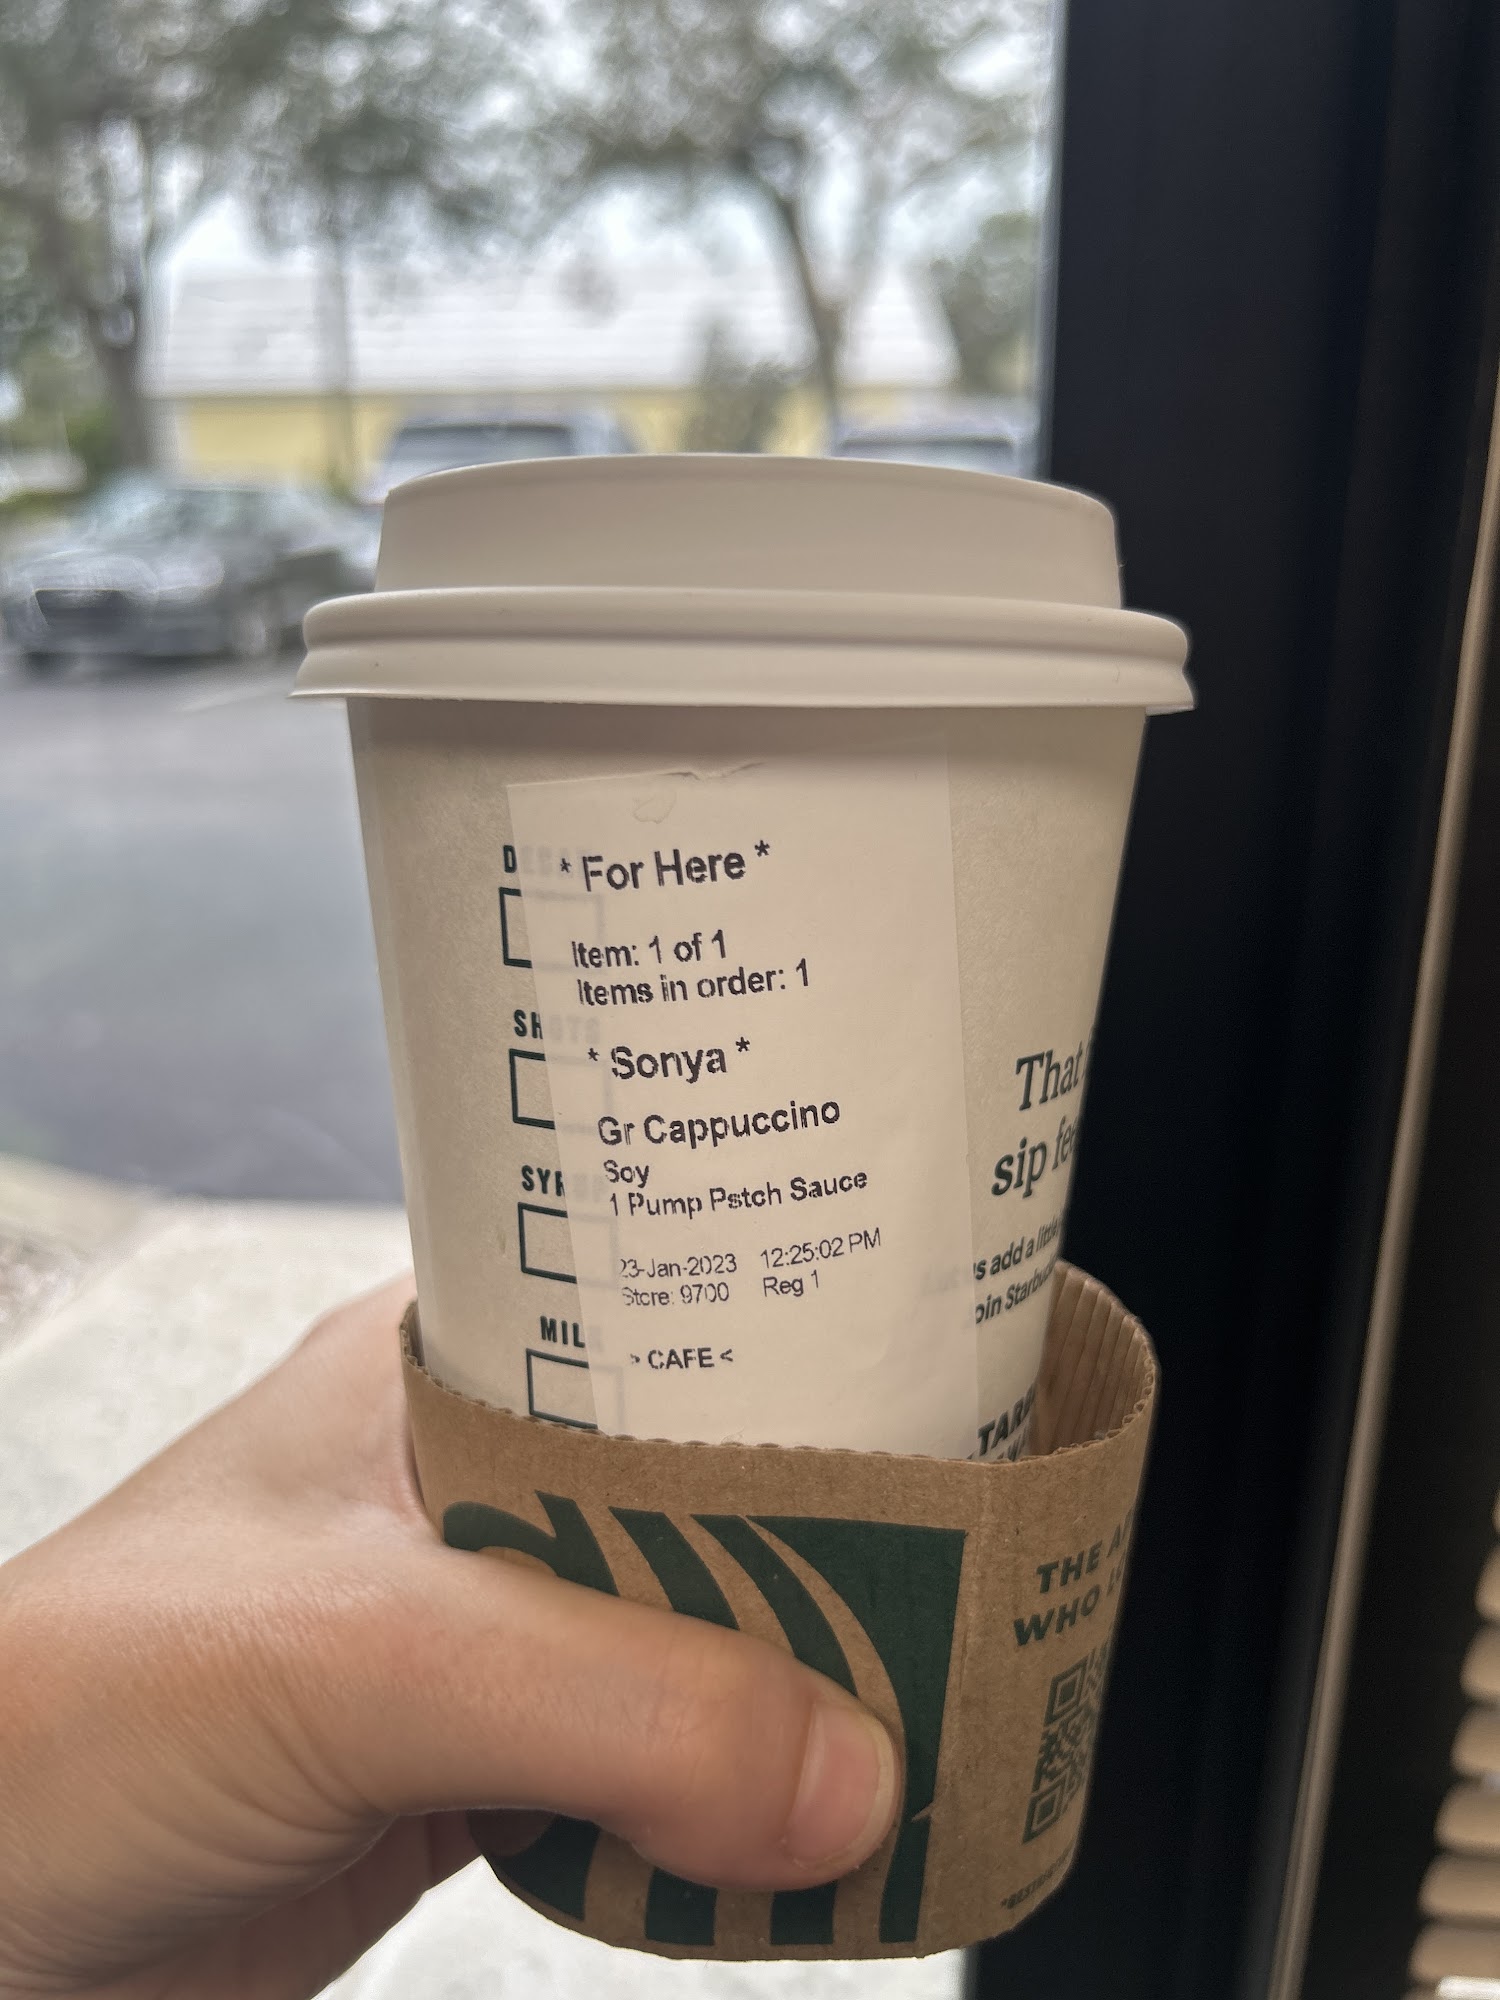 * For Here *
Item: 1 of 1
Items in order: 1
* Sonya *
Gr Cappuccino
Soy
1 Pump Pstch Sauce
23-Jan-2023 12:25:02 PM
Store: 9700 Reg 1
> CAFE <
That
sip
add a
THE
WHO